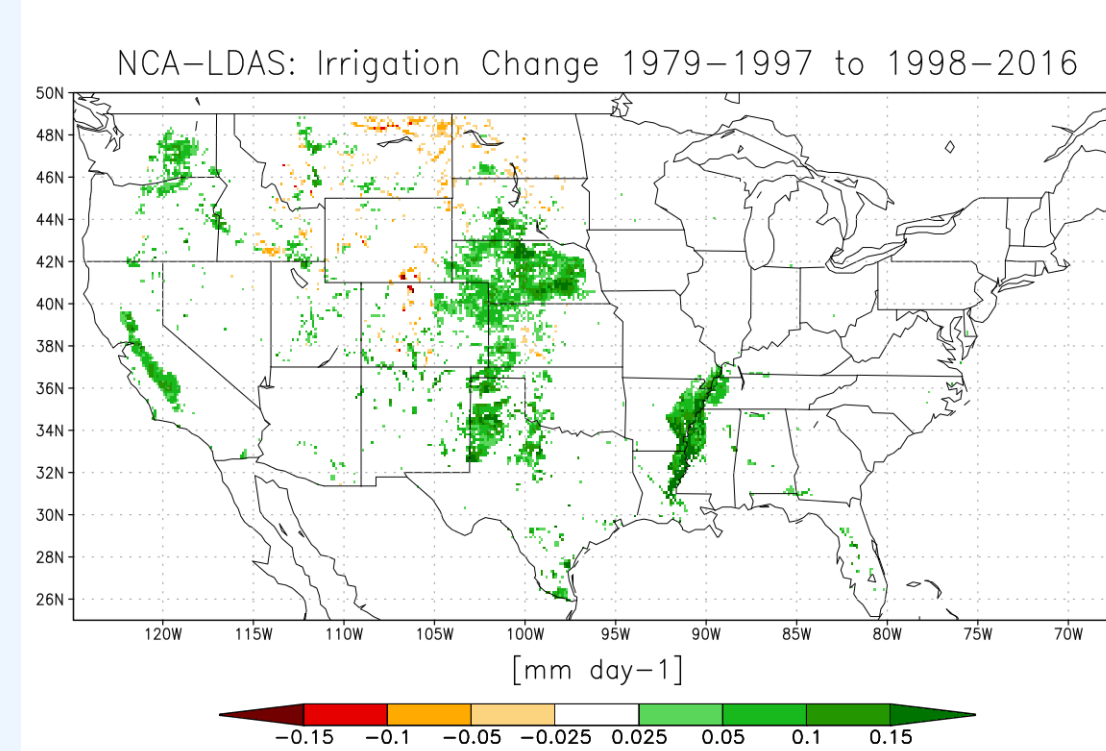 NCA-LDAS: Irrigation Change 1979-1997 to 1998-2016
50N
48N
46N
44N
42N
40N
38N
36N
34N
32N
30N
28N
26N
120W 115W 110W 105W 100W 95W 90W 85W 80W 75W 70W
[mm day-1]
-0.15 -0.1 -0.05 -0.025 0.025 0.05 0.1 0.15